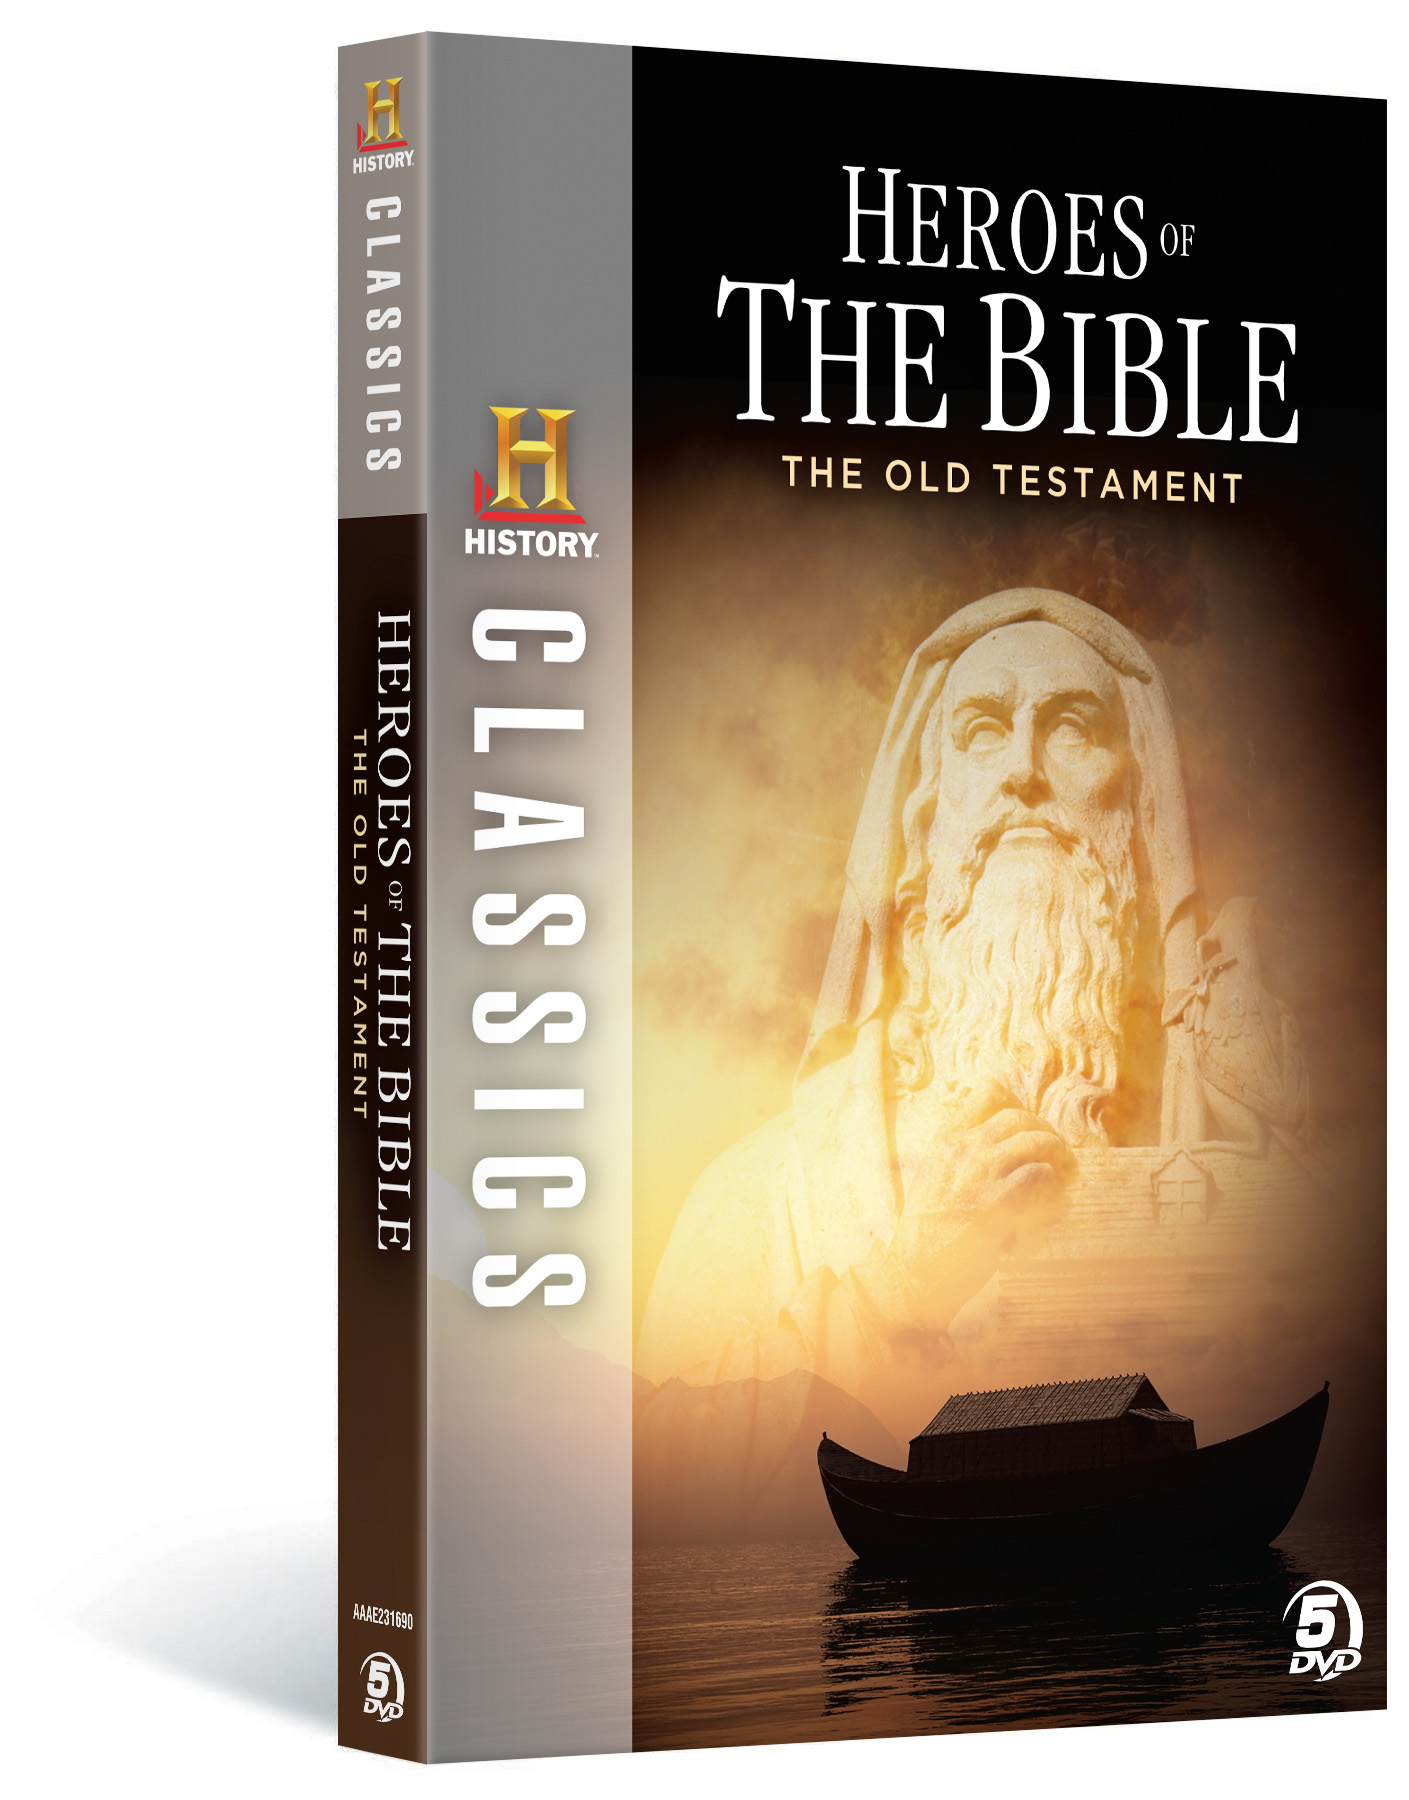 H
HISTORY
CLASSICS
HEROES OF THE BIBLE
THE OLD TESTAMENT
AAAE231690
5
DVD
H
HISTORY™
CLASSICS
HEROES OF
THE BIBLE
THE OLD TESTAMENT
5
DVD